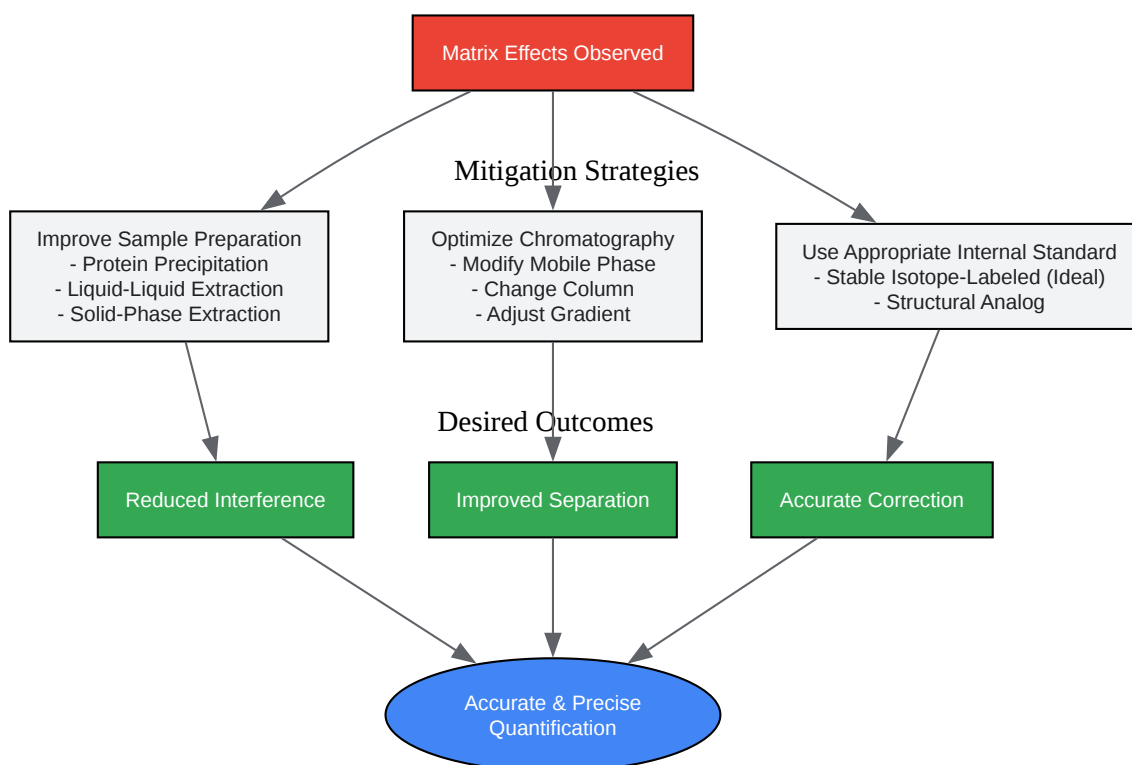 Matrix Effects Observed
Mitigation Strategies
Improve Sample Preparation
- Protein Precipitation
- Liquid-Liquid Extraction
- Solid-Phase Extraction
Optimize Chromatography
- Modify Mobile Phase
- Change Column
- Adjust Gradient
Use Appropriate Internal Standard
- Stable Isotope-Labeled (Ideal)
- Structural Analog
Desired Outcomes
Reduced Interference
Improved Separation
Accurate Correction
Accurate & Precise
Quantification